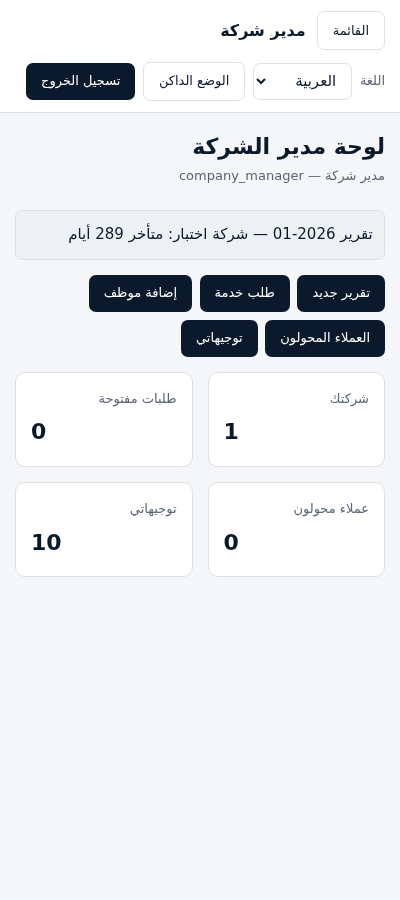 القائمة
مدير شركة
اللغة
العربية
الوضع الداكن
تسجيل الخروج
لوحة مدير الشركة
مدير شركة — company_manager
تقرير 2026-01 — شركة اختبار: متأخر 289 أيام
تقرير جديد
طلب خدمة
إضافة موظف
العملاء المحولون
توجيهاتي
شركتك
1
طلبات مفتوحة
0
عملاء محولون
0
توجيهاتي
10